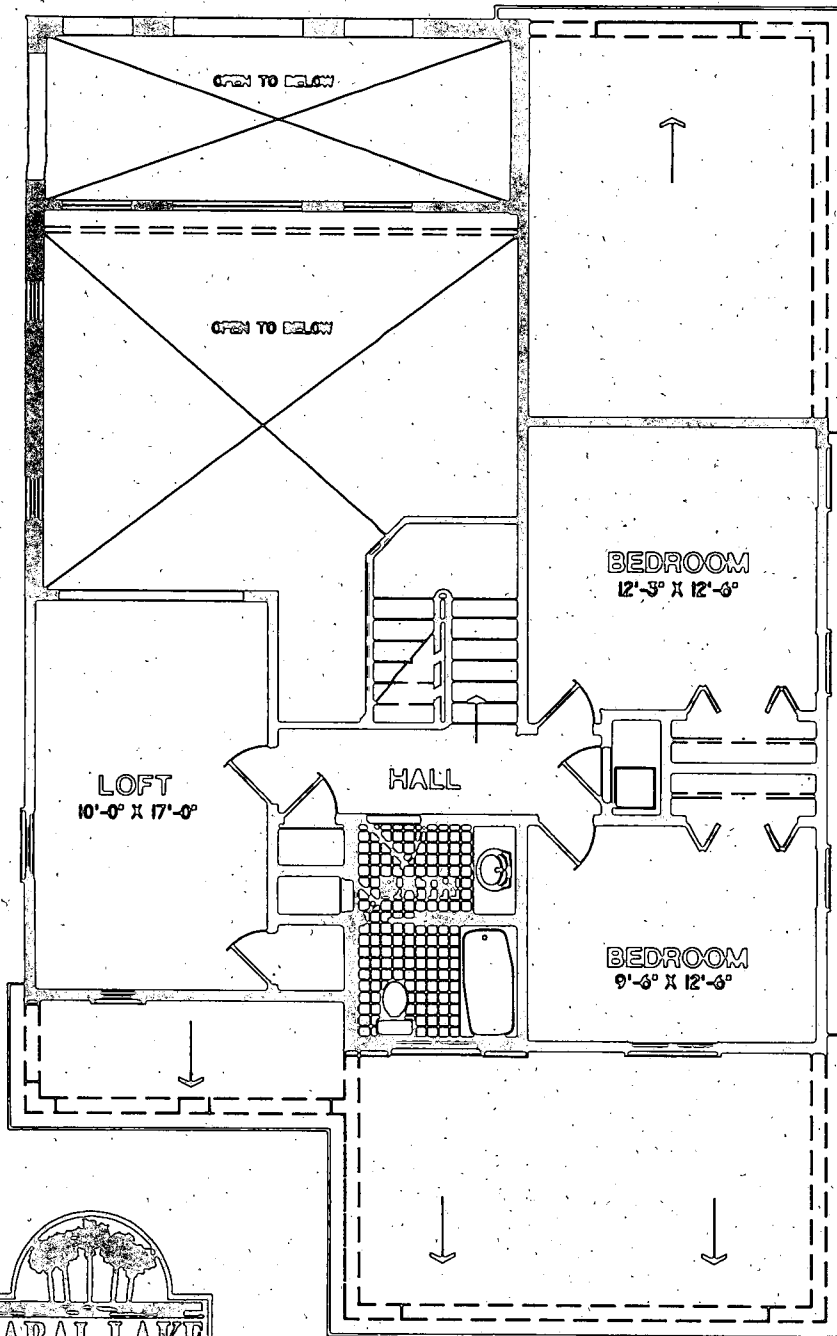 OPEN TO BELOW
OPEN TO BELOW
BEDROOM
12'-3" X 12'-6"
LOFT
10'-0" X 17'-0"
HALL
BEDROOM
9'-6" X 12'-6"
LAKE